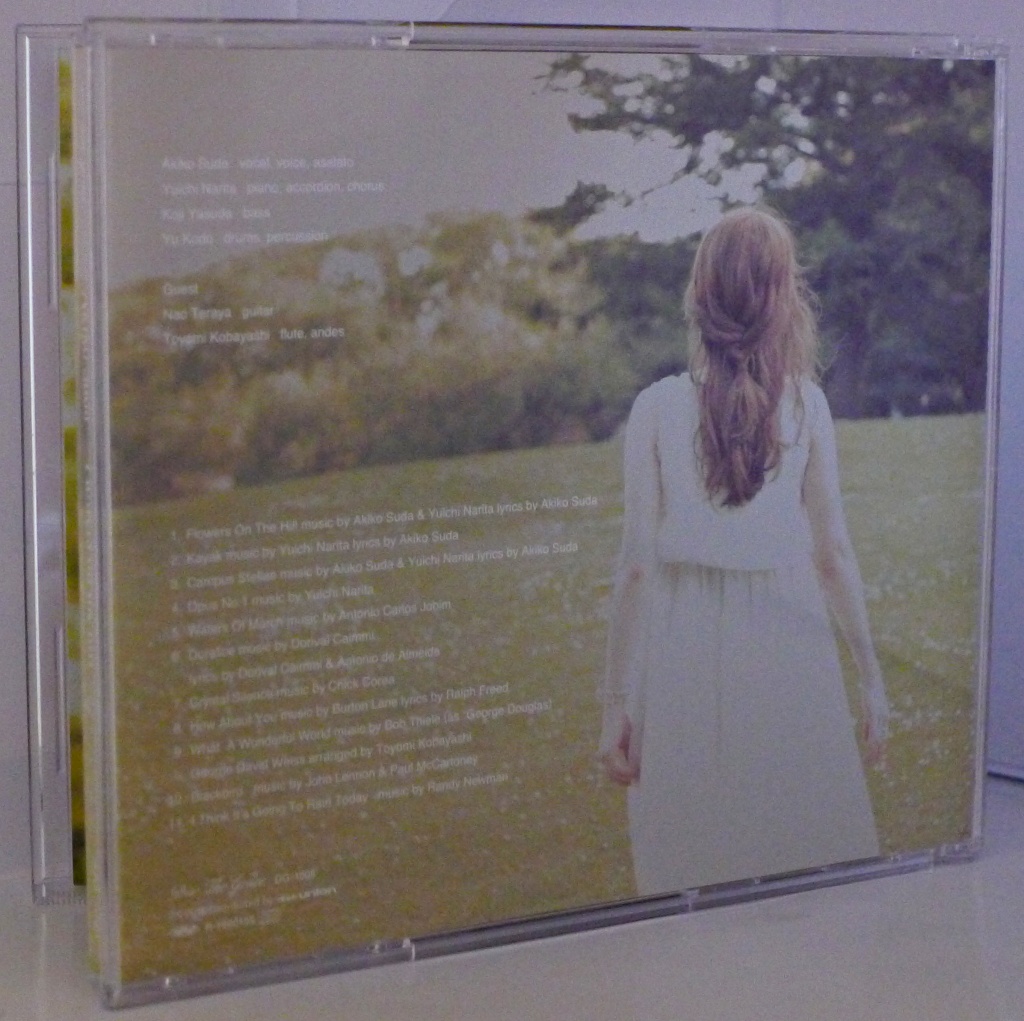 Akiko Suda vocal, voice, asalato
Yuichi Narita piano, accordion, chorus
Koji Yasuda bass
Yu Kodo drums, percussion
Guest
Nao Teraya guitar
Toyomi Kobayashi flute, andes
1. Flowers On The Hill music by Akiko Suda & Yuichi Narita lyrics by Akiko Suda
2. Kayak music by Yuichi Narita lyrics by Akiko Suda
3. Campus Stellae music by Akiko Suda & Yuichi Narita lyrics by Akiko Suda
4. Opus No.1 music by Yuichi Narita
5. Waters Of March music by Antonio Carlos Jobim
6. music by Dorival Caymmi
lyrics by Dorival Caymmi & Antonio de Almeida
7. Crystal Silence music by Chick Corea
8. How About You music by Burton Lane lyrics by Ralph Freed
9. What A Wonderful World music by Bob Thiele (as "George Douglas)
George David Weiss arranged by Toyomi Kobayashi
10. Blackbird music by John Lennon & Paul McCartoney
11. I Think It's Going To Rain Today music by Randy Newman